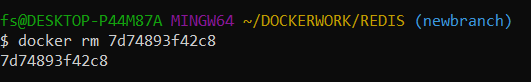 fs@DESKTOP-P44M87A MINGW64 ~/DOCKERWORK/REDIS (newbranch)
$ docker rm 7d74893f42c8
7d74893f42c8